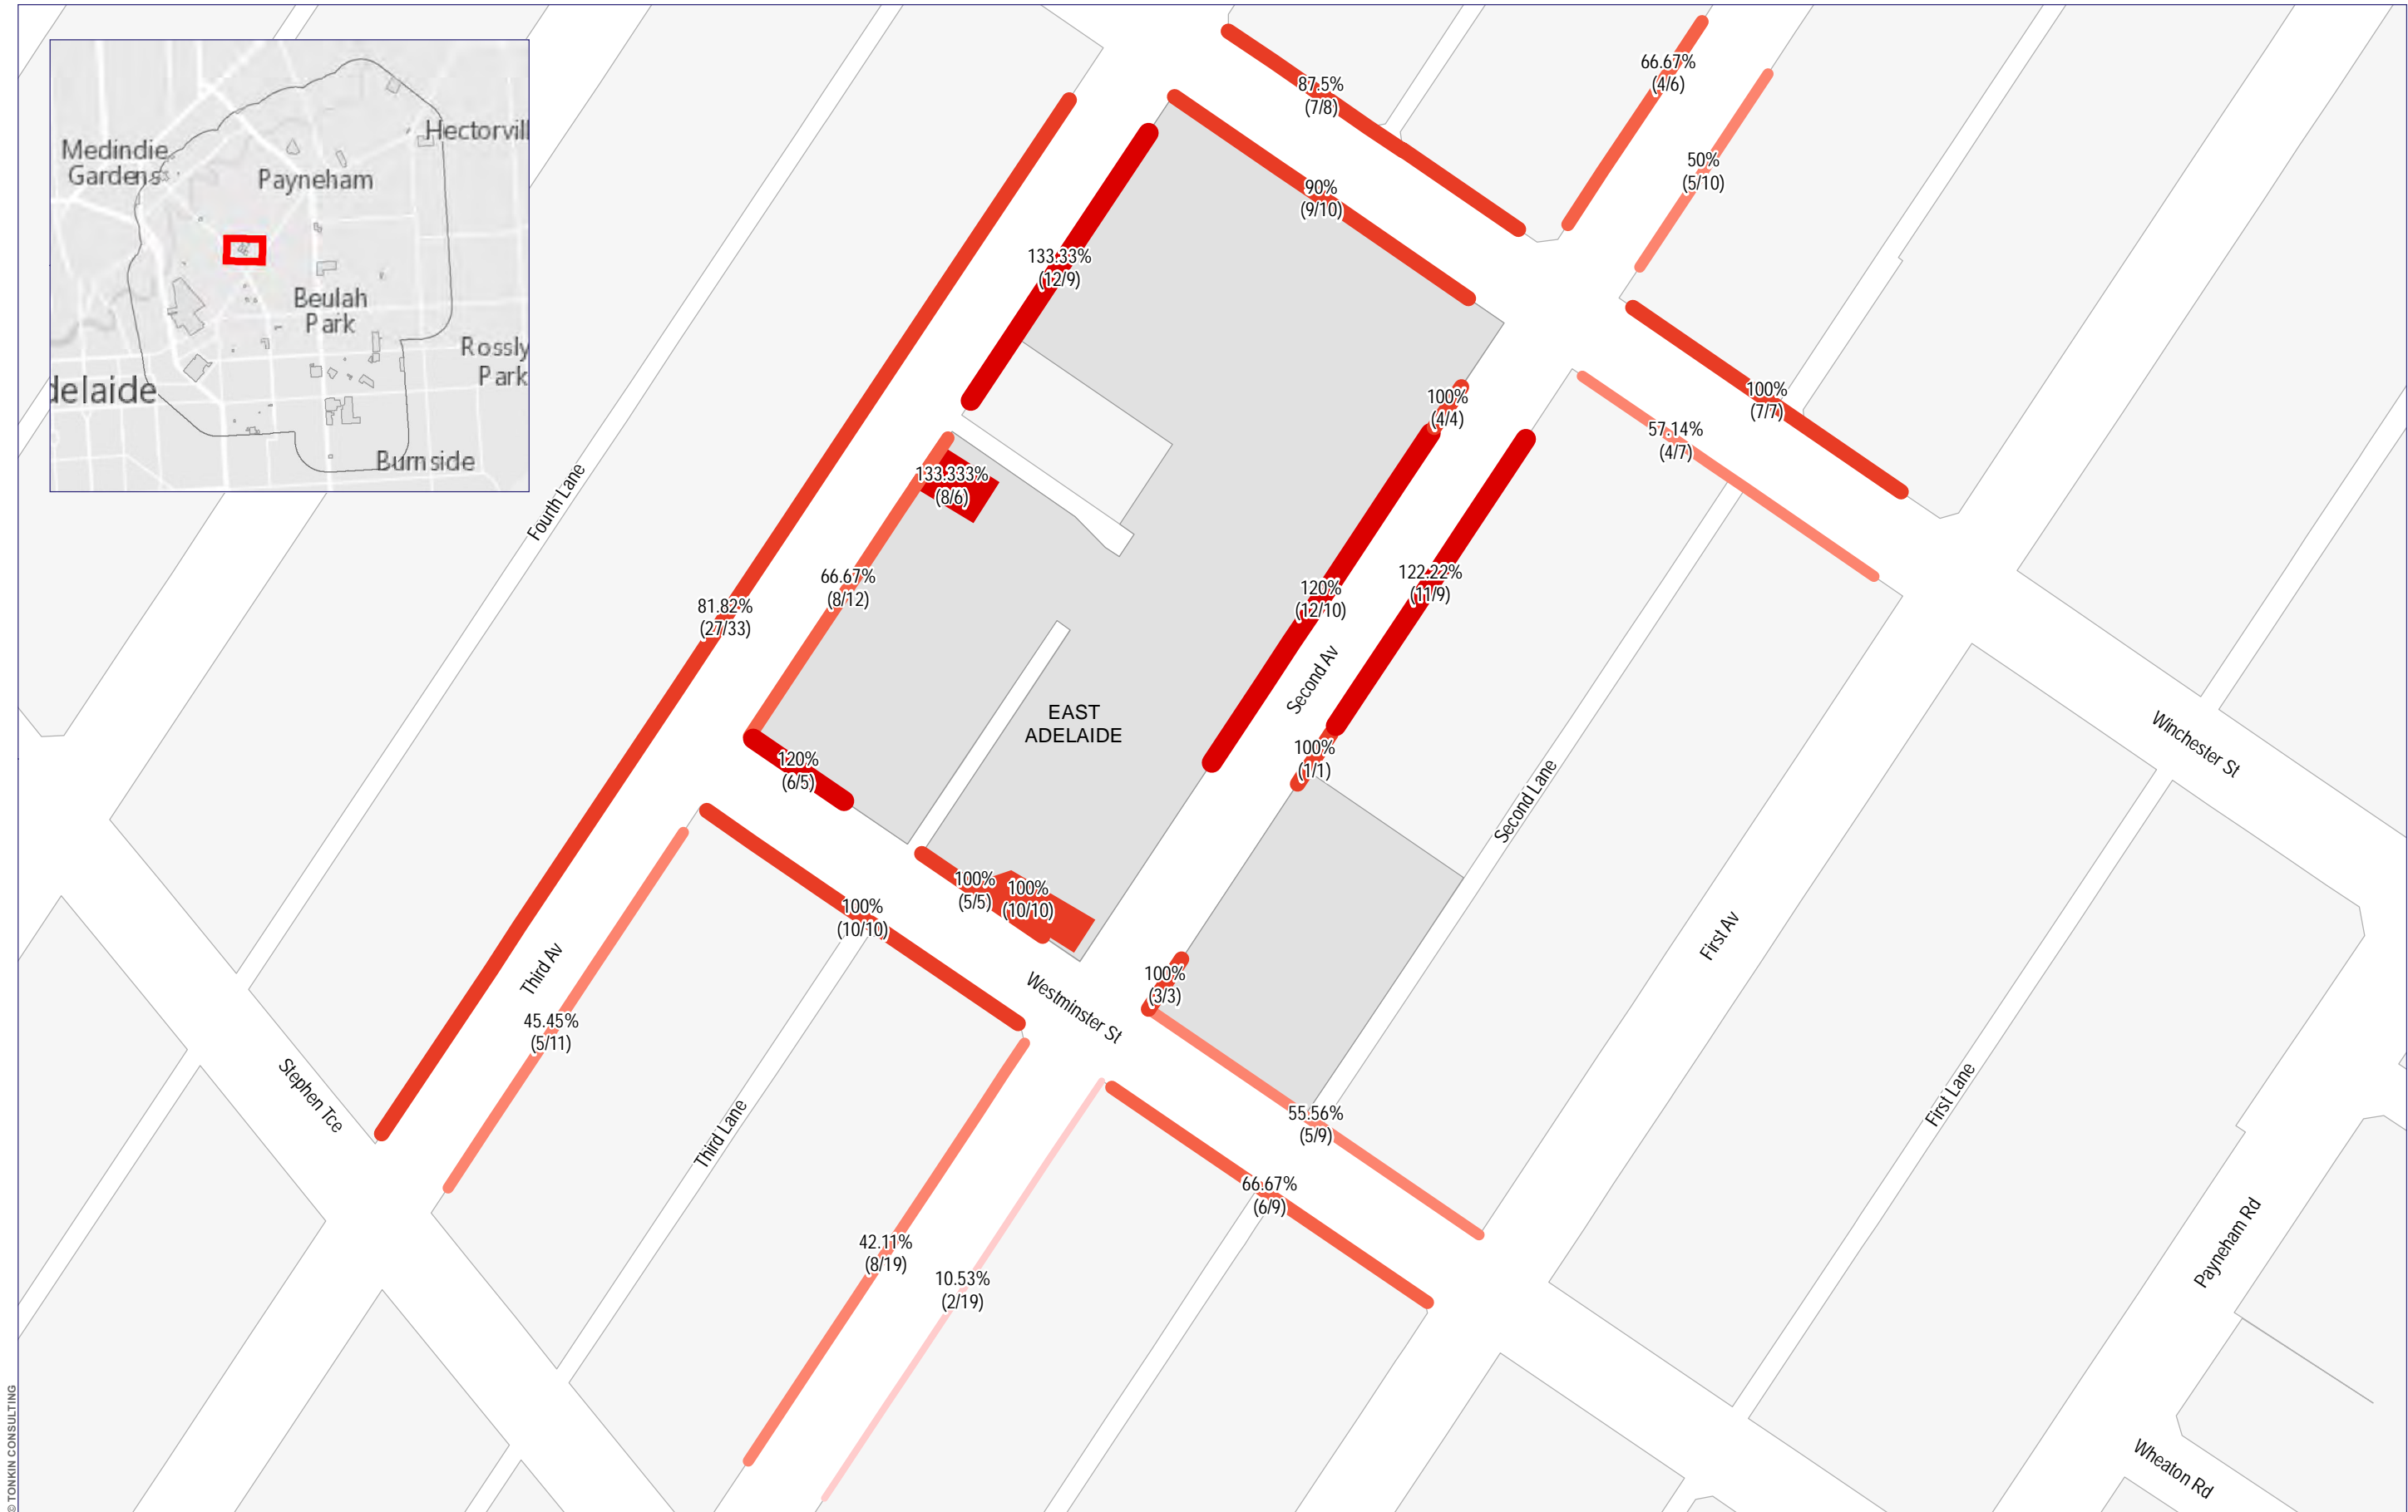 Medindie
Gardens
Hectorvill
Payneham
Beulah
Park
Rossly
Park
delaide
Burnside
87.5%
(7/8)
66.67%
(4/6)
50%
(5/10)
90%
(9/10)
133.33%
(12/9)
100%
(4/4)
100%
(7/7)
57.14%
(4/7)
133.333%
(8/6)
Fourth Lane
66.67%
(8/12)
81.82%
(27/33)
120%
(12/10)
122.22%
(11/9)
Second Av
EAST
ADELAIDE
100%
(1/1)
120%
(6/5)
Second Lane
Winchester St
100%
(5/5)
100%
(10/10)
100%
(10/10)
First Av
Third Av
100%
(3/3)
Westminster St
45.45%
(5/11)
Stephen Tce
Third Lane
55.56%
(5/9)
First Lane
66.67%
(6/9)
42.11%
(8/19)
10.53%
(2/19)
Payneham Rd
Wheaton Rd
© TONKIN CONSULTING